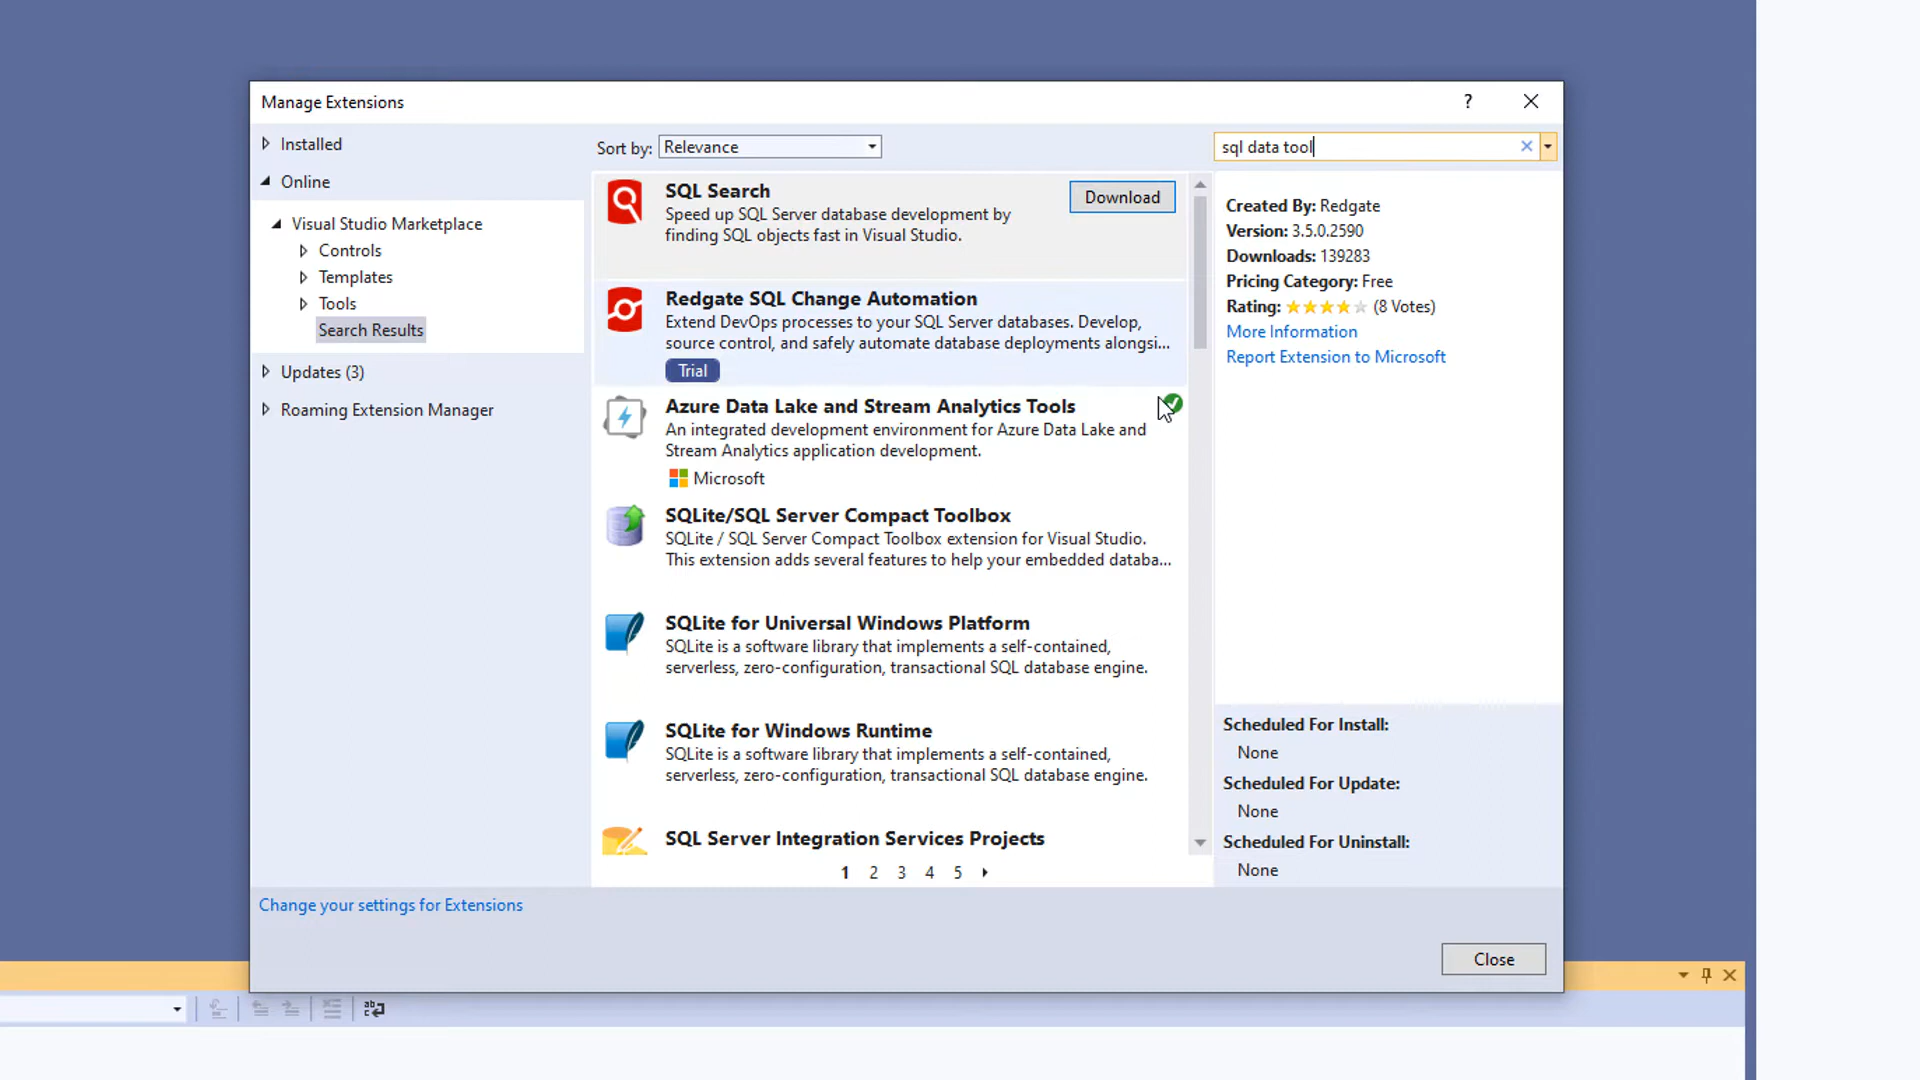 Manage Extensions
?
Installed
Online
Visual Studio Marketplace
Controls
Templates
Tools
Search Results
Updates (3)
Roaming Extension Manager
Sort by: Relevance
sql data tool
SQL Search
Speed up SQL Server database development by
finding SQL objects fast in Visual Studio.
Download
Redgate SQL Change Automation
Extend DevOps processes to your SQL Server databases. Develop,
source control, and safely automate database deployments alongsi...
Trial
Azure Data Lake and Stream Analytics Tools
An integrated development environment for Azure Data Lake and
Stream Analytics application development.
Microsoft
SQLite/SQL Server Compact Toolbox
SQLite / SQL Server Compact Toolbox extension for Visual Studio.
This extension adds several features to help your embedded databa...
SQLite for Universal Windows Platform
SQLite is a software library that implements a self-contained,
serverless, zero-configuration, transactional SQL database engine.
SQLite for Windows Runtime
SQLite is a software library that implements a self-contained,
serverless, zero-configuration, transactional SQL database engine.
SQL Server Integration Services Projects
1 2 3 4 5
Created By: Redgate
Version: 3.5.0.2590
Downloads: 139283
Pricing Category: Free
Rating: (8 Votes)
More Information
Report Extension to Microsoft
Scheduled For Install:
None
Scheduled For Update:
None
Scheduled For Uninstall:
None
Change your settings for Extensions
Close